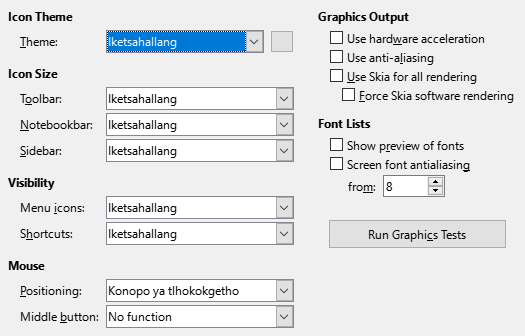 Icon Theme
Theme: Iketsahallang
Icon Size
Toolbar: Iketsahallang
Notebookbar: Iketsahallang
Sidebar: Iketsahallang
Visibility
Menu icons: Iketsahallang
Shortcuts: Iketsahallang
Mouse
Positioning: Konopo ya tlhokokgetho
Middle button: No function
Graphics Output
Use hardware acceleration
Use anti-aliasing
Use Skia for all rendering
Force Skia software rendering
Font Lists
Show preview of fonts
Screen font antialiasing
from: 8
Run Graphics Tests